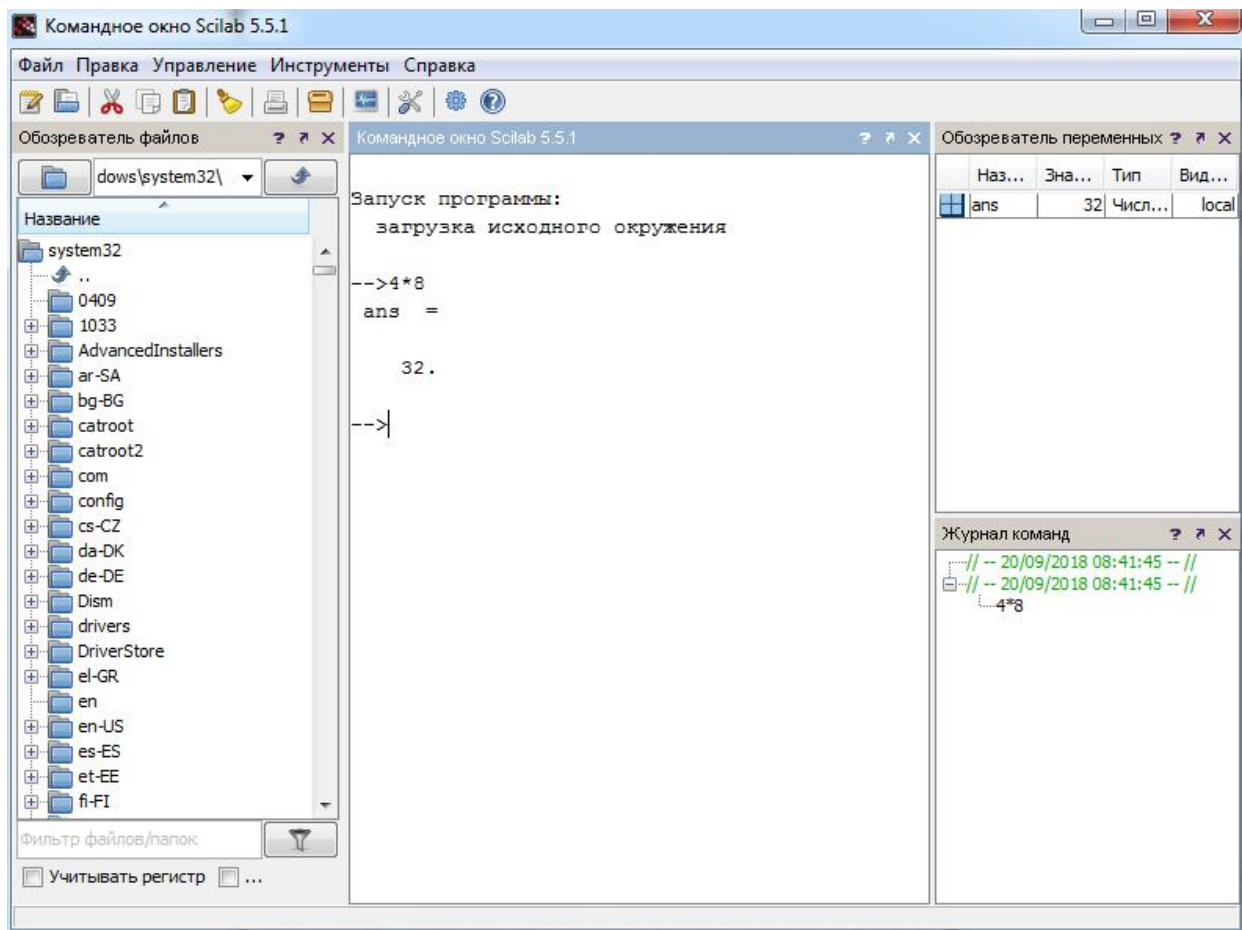 Командное окно Scilab 5.5.1
Файл Правка Управление Инструменты Справка
Обозреватель файлов
dows\system32\
Название
system32
..
0409
1033
AdvancedInstallers
ar-SA
bg-BG
catroot
catroot2
com
config
cs-CZ
da-DK
de-DE
Dism
drivers
DriverStore
el-GR
en
en-US
es-ES
et-EE
fi-FI
Фильтр файлов/папок
Учитывать регистр ...
Командное окно Scilab 5.5.1
Запуск программы:
загрузка исходного окружения
-->4*8
ans =
32.
-->
Обозреватель переменных
Наз... Зна... Тип Вид...
ans 32 Числ... local
Журнал команд
// -- 20/09/2018 08:41:45 -- //
// -- 20/09/2018 08:41:45 -- //
4*8